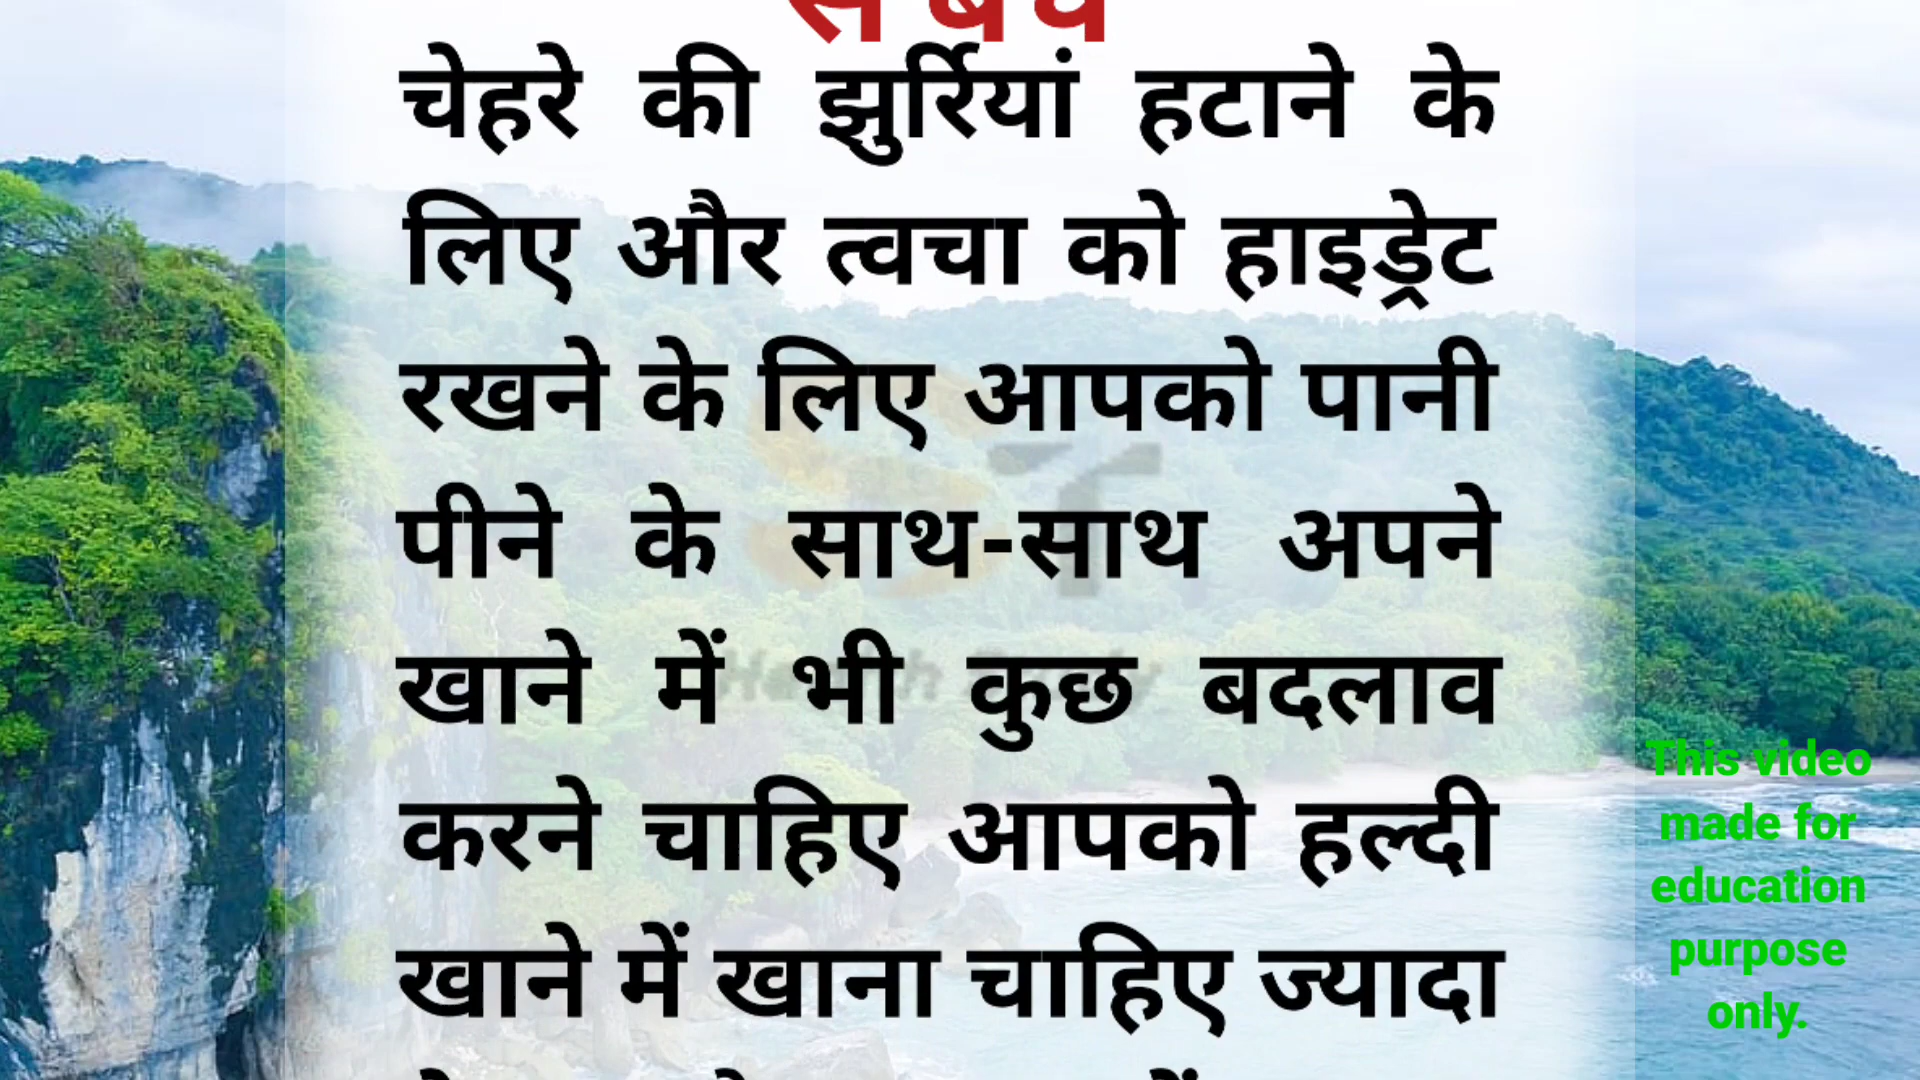 चेहरे की झुर्रियां हटाने के
लिए और त्वचा को हाइड्रेट
रखने के लिए आपको पानी
पीने के साथ-साथ अपने
खाने में भी कुछ बदलाव
करने चाहिए आपको हल्दी
खाने में खाना चाहिए ज्यादा
This video
made for
education
purpose
only.